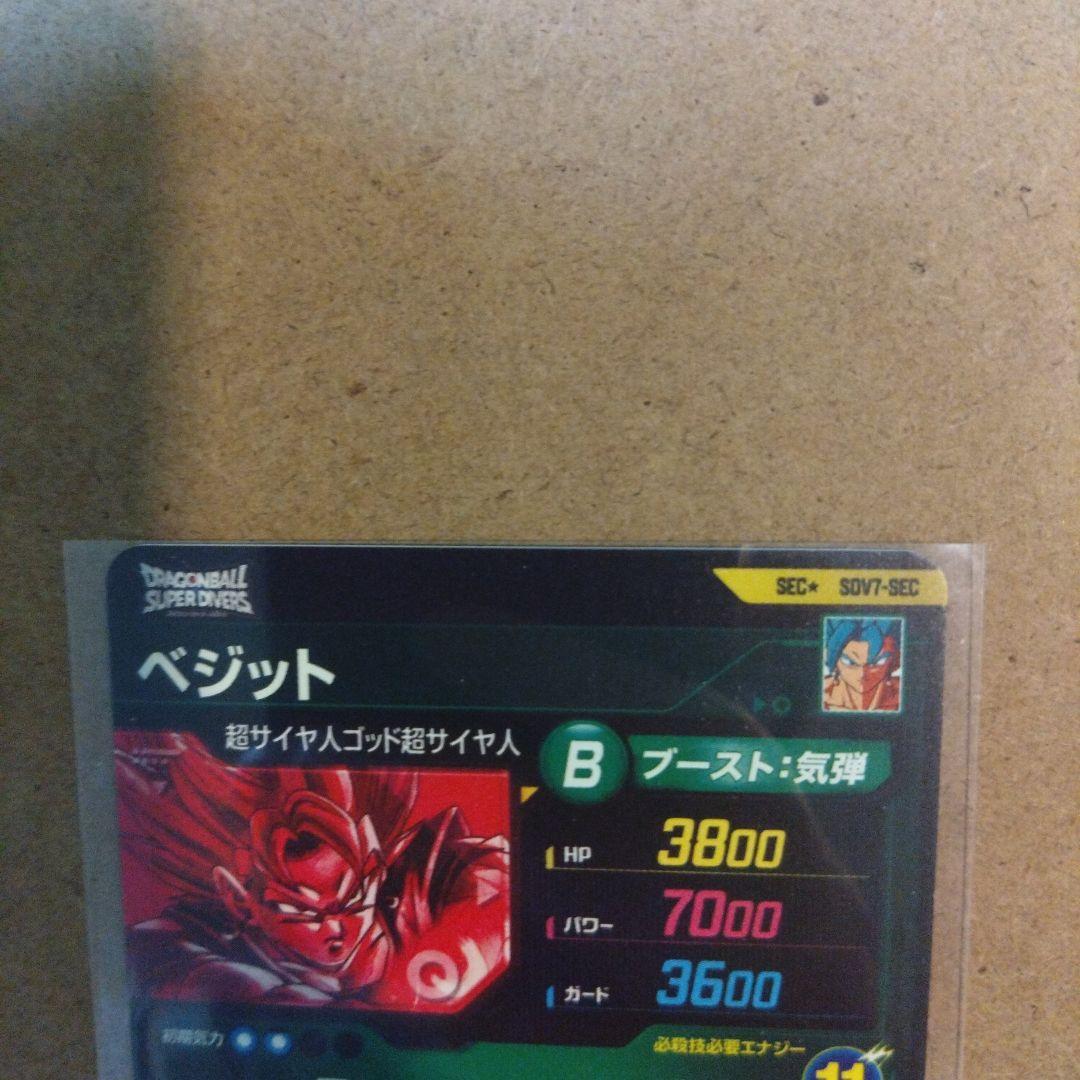 DRAGONBALL
SUPER DIVERS
SEC★ SDV7-SEC
ベジット
超サイヤ人ゴッド超サイヤ人
B ブースト:気弾
HP 3800
パワー 7000
ガード 3600
初期気力
必殺技必要エナジー
11